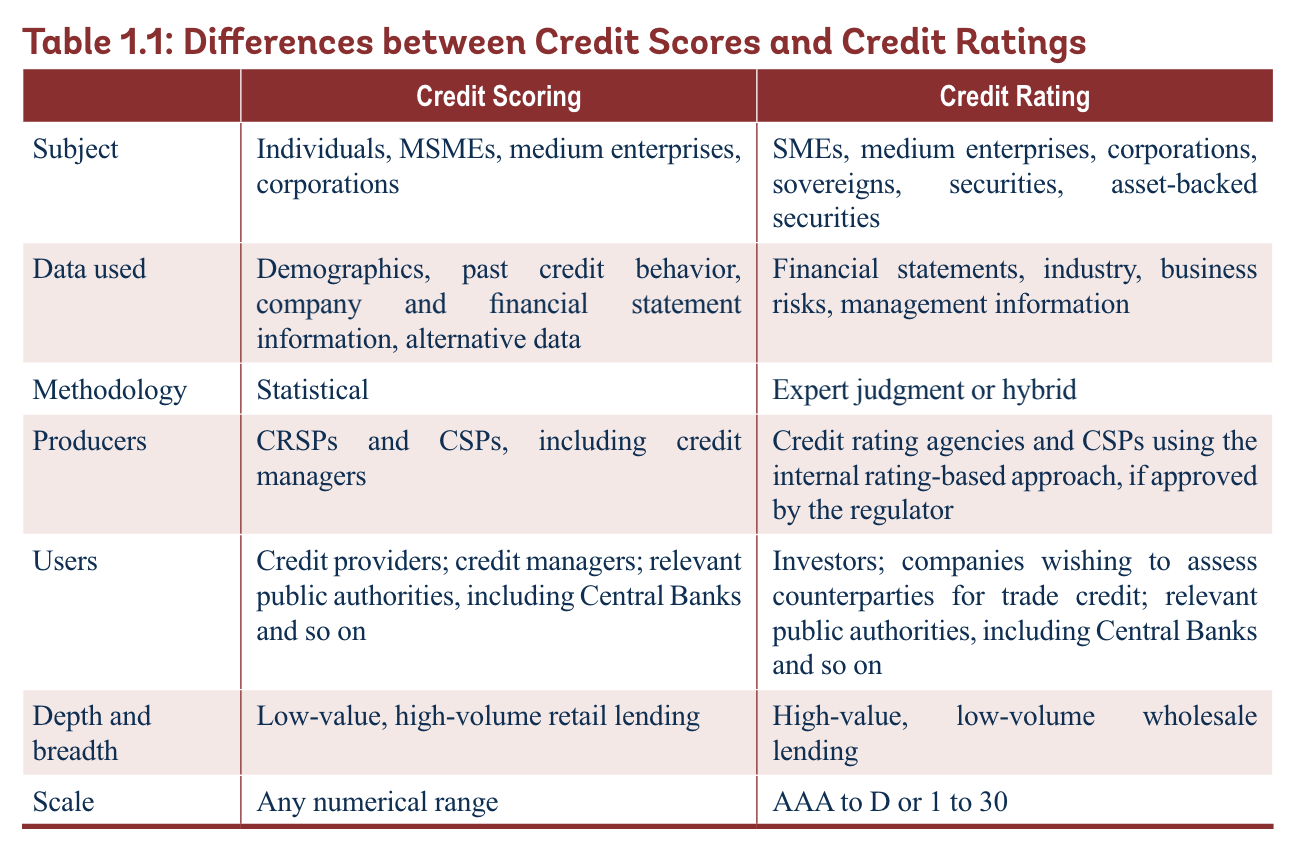 Table 1.1: Differences between Credit Scores and Credit Ratings
Credit Scoring
Credit Rating
Subject
Individuals, MSMEs, medium enterprises,
corporations
SMEs, medium enterprises, corporations,
sovereigns, securities, asset-backed
securities
Data used
Demographics, past credit behavior,
company and financial statement
information, alternative data
Financial statements, industry, business
risks, management information
Methodology
Statistical
Expert judgment or hybrid
Producers
CRSPs and CSPs, including credit
managers
Credit rating agencies and CSPs using the
internal rating-based approach, if approved
by the regulator
Users
Credit providers; credit managers; relevant
public authorities, including Central Banks
and so on
Investors; companies wishing to assess
counterparties for trade credit; relevant
public authorities, including Central Banks
and so on
Depth and
breadth
Low-value, high-volume retail lending
High-value, low-volume wholesale
lending
Scale
Any numerical range
AAA to D or 1 to 30